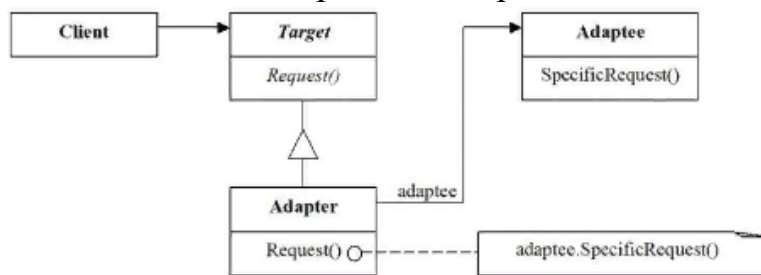 Client
Target
Request()
Adaptee
SpecificRequest()
adaptee
Adapter
Request()
adaptee.SpecificRequest()